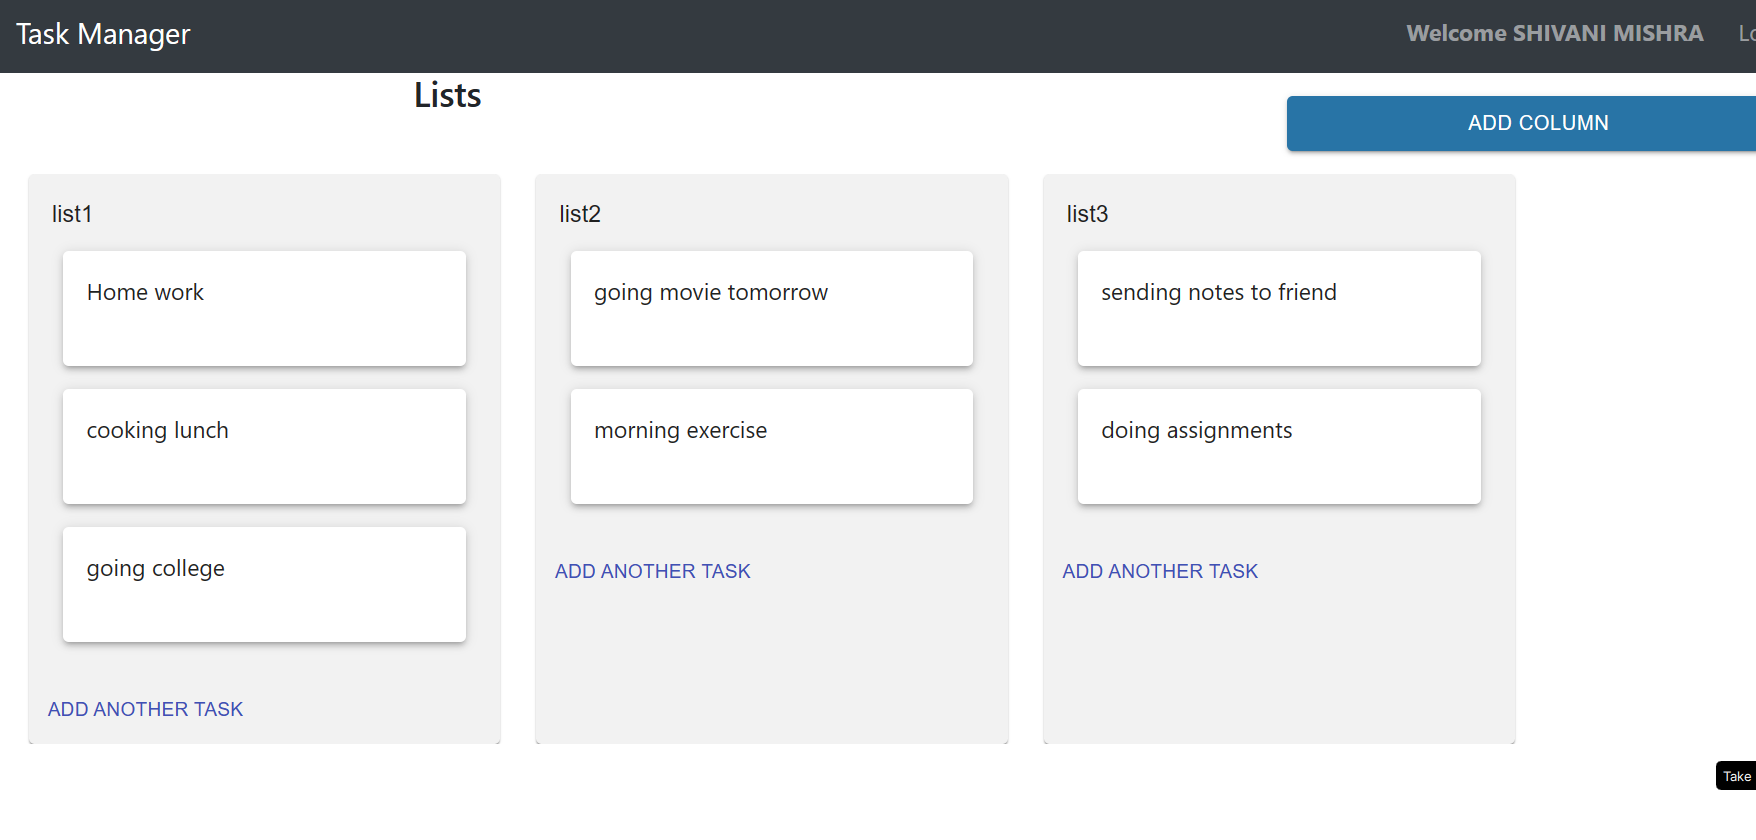 Task Manager
Welcome SHIVANI MISHRA
Lists
ADD COLUMN
list1
Home work
cooking lunch
going college
ADD ANOTHER TASK
list2
going movie tomorrow
morning exercise
ADD ANOTHER TASK
list3
sending notes to friend
doing assignments
ADD ANOTHER TASK
Take